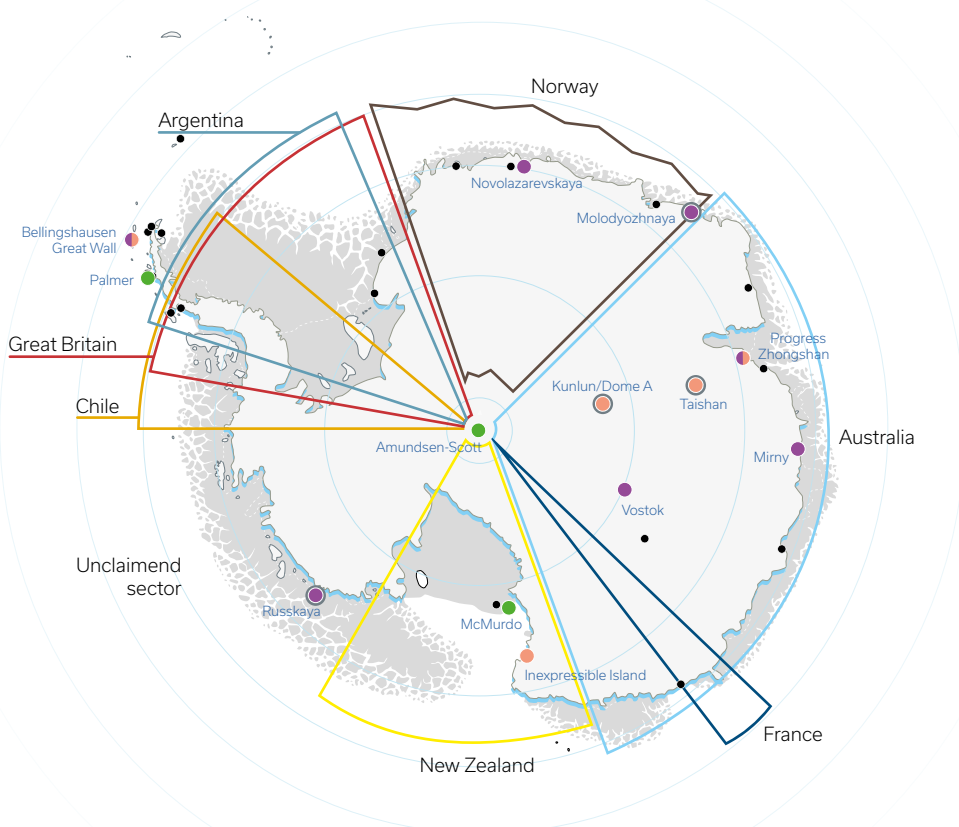 Norway
Argentina
Novolazarevskaya
Molodyozhnaya
Bellingshausen
Great Wall
Palmer
Great Britain
Progress
Zhongshan
Kunlun/Dome A
Taishan
Chile
Amundsen-Scott
Australia
Mirny
Vostok
Unclaimend
sector
Russkaya
McMurdo
Inexpressible Island
France
New Zealand